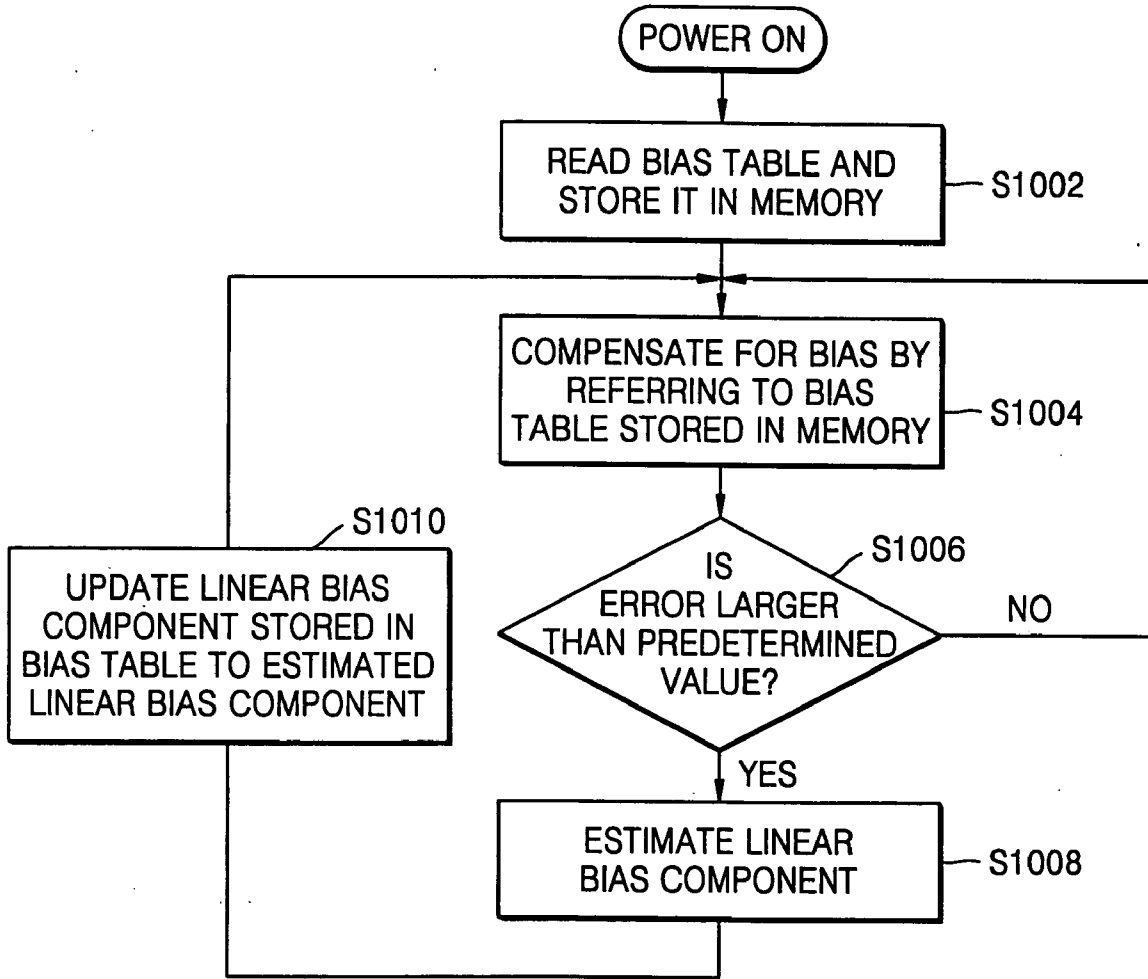 POWER ON
READ BIAS TABLE AND
STORE IT IN MEMORY
S1002
COMPENSATE FOR BIAS BY
REFERRING TO BIAS
TABLE STORED IN MEMORY
S1004
IS
ERROR LARGER
THAN PREDETERMINED
VALUE?
S1006
NO
YES
ESTIMATE LINEAR
BIAS COMPONENT
S1008
S1010
UPDATE LINEAR BIAS
COMPONENT STORED IN
BIAS TABLE TO ESTIMATED
LINEAR BIAS COMPONENT